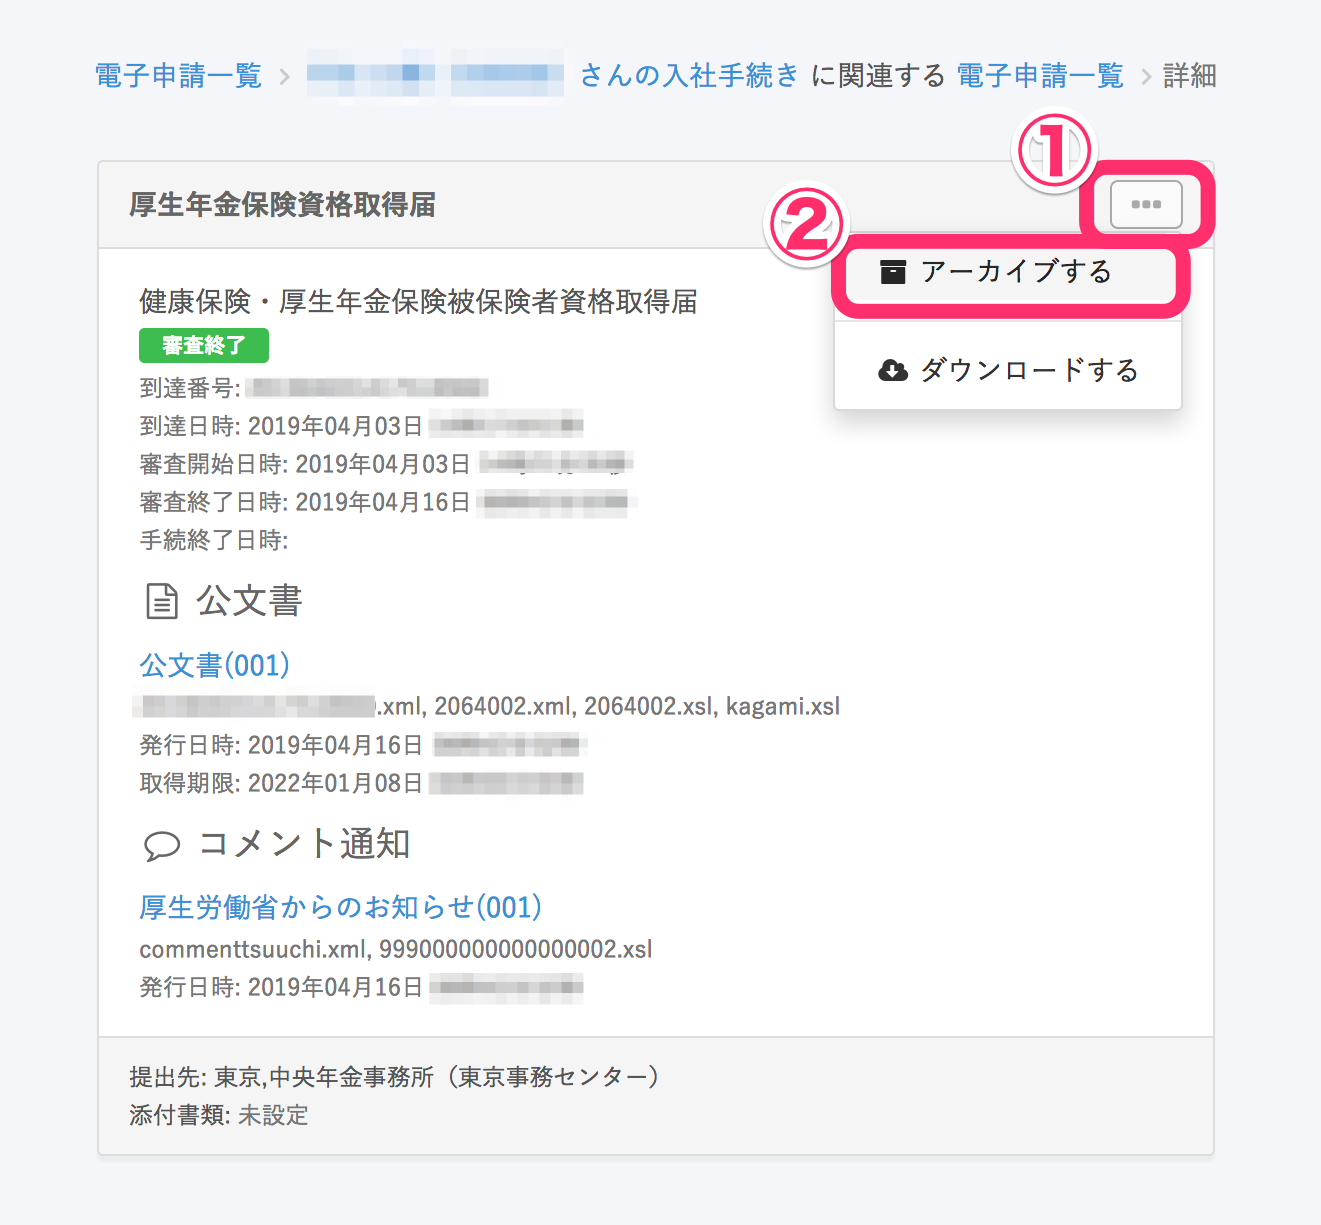 電子申請一覧 > さんの入社手続き に関連する 電子申請一覧 > 詳細
①
厚生年金保険資格取得届
②
アーカイブする
ダウンロードする
健康保険・厚生年金保険被保険者資格取得届
審査終了
到達番号:
到達日時: 2019年04月03日
審査開始日時: 2019年04月03日
審査終了日時: 2019年04月16日
手続終了日時:
公文書
公文書(001)
.xml, 2064002.xml, 2064002.xsl, kagami.xsl
発行日時: 2019年04月16日
取得期限: 2022年01月08日
コメント通知
厚生労働省からのお知らせ(001)
commenttsuuchi.xml, 999000000000000002.xsl
発行日時: 2019年04月16日
提出先: 東京,中央年金事務所（東京事務センター）
添付書類: 未設定